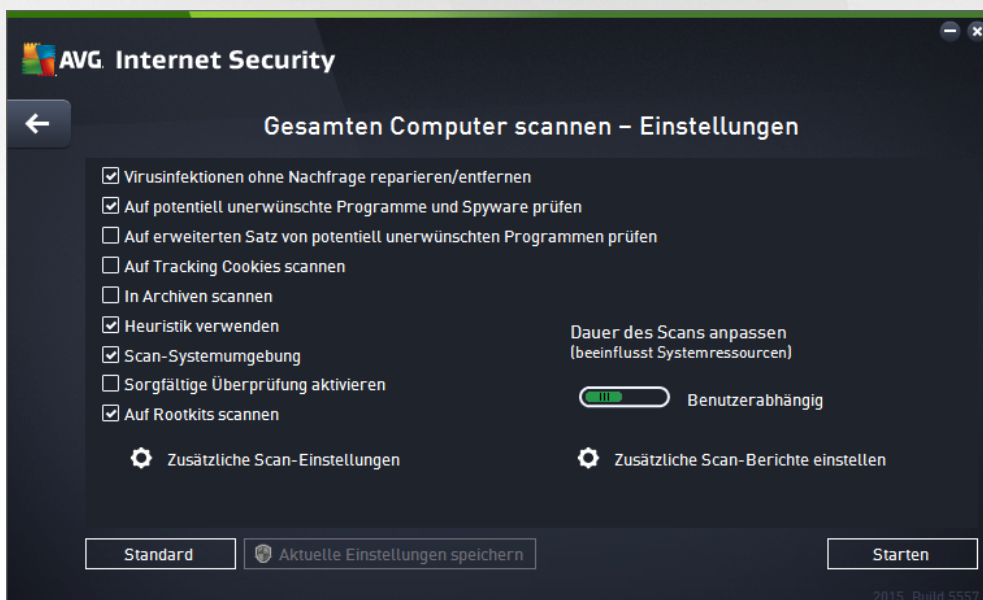 AVG. Internet Security
Gesamten Computer scannen – Einstellungen
Virusinfektionen ohne Nachfrage reparieren/entfernen
Auf potentiell unerwünschte Programme und Spyware prüfen
Auf erweiterten Satz von potentiell unerwünschten Programmen prüfen
Auf Tracking Cookies scannen
In Archiven scannen
Heuristik verwenden
Scan-Systemumgebung
Sorgfältige Überprüfung aktivieren
Auf Rootkits scannen
Dauer des Scans anpassen
(beeinflusst Systemressourcen)
Benutzerabhängig
Zusätzliche Scan-Einstellungen
Zusätzliche Scan-Berichte einstellen
Standard
Aktuelle Einstellungen speichern
Starten
2015. Build 5557